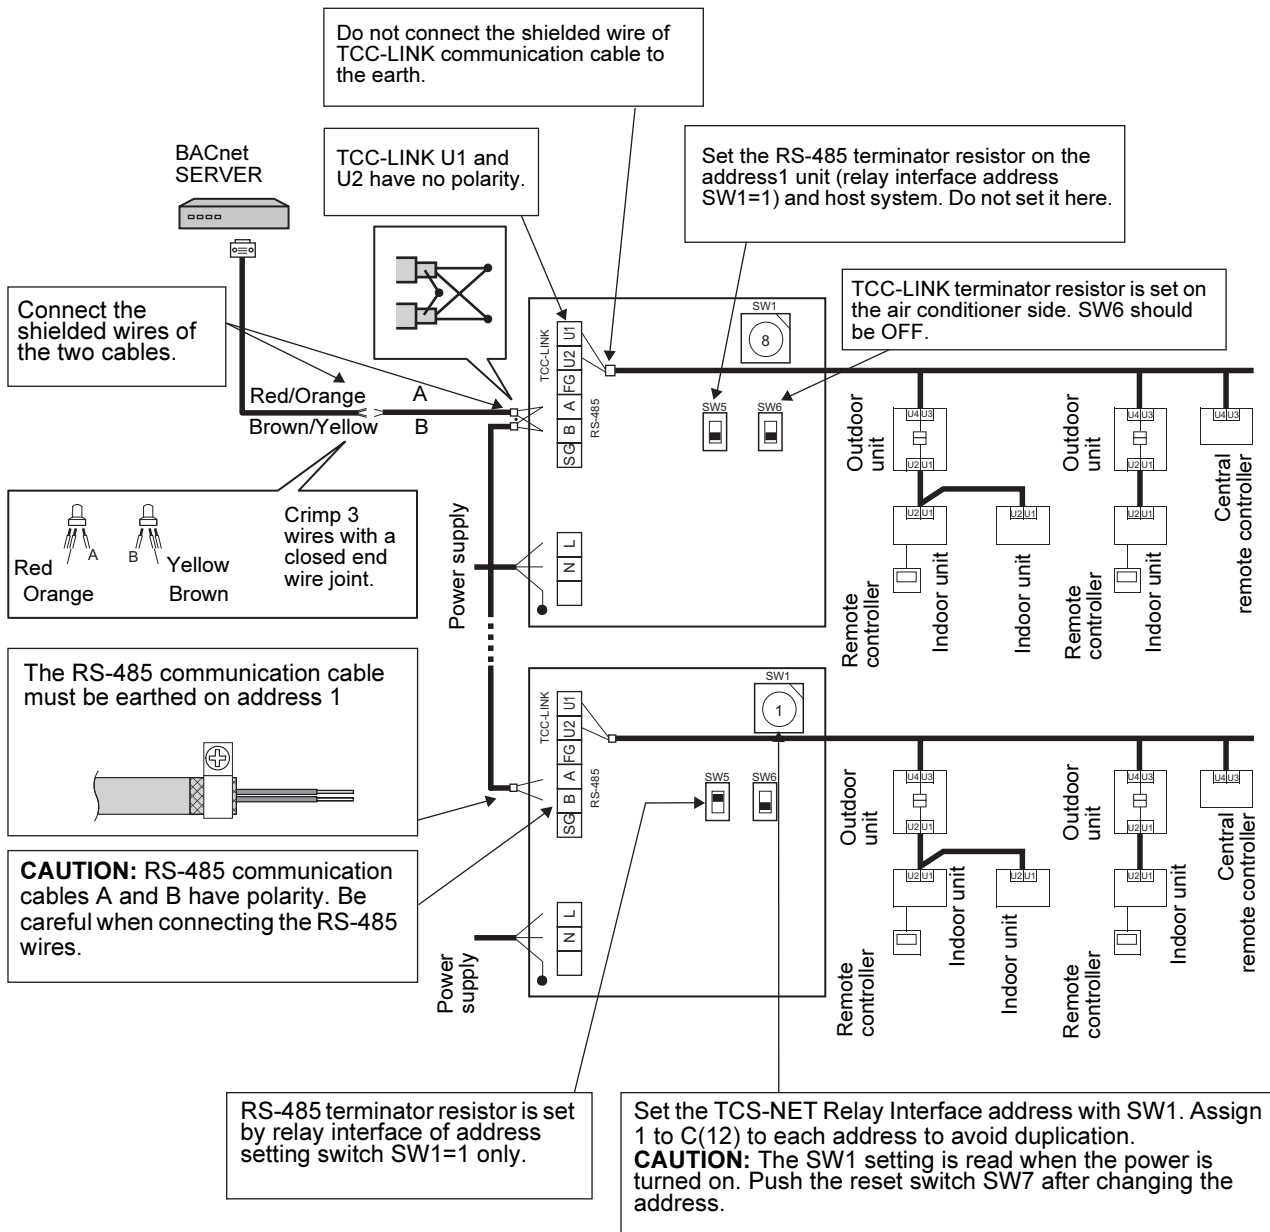 Do not connect the shielded wire of
TCC-LINK communication cable to
the earth.
BACnet
SERVER
TCC-LINK U1 and
U2 have no polarity.
Set the RS-485 terminator resistor on the
address1 unit (relay interface address
SW1=1) and host system. Do not set it here.
TCC-LINK terminator resistor is set on
the air conditioner side. SW6 should
be OFF.
Connect the
shielded wires of
the two cables.
Red/Orange
A
Brown/Yellow
B
TCC-LINK
U1
U2
FG
A
B
SG
RS-485
SW1
8
SW5
SW6
L
N
Power supply
Outdoor
unit
U4 U3
U2 U1
U2 U1
U2 U1
Remote
controller
Indoor unit
Indoor unit
Outdoor
unit
U4 U3
U2 U1
U2 U1
Remote
controller
Indoor unit
U4 U3
Central
remote controller
Red
Orange
A
B
Yellow
Brown
Crimp 3
wires with a
closed end
wire joint.
The RS-485 communication cable
must be earthed on address 1
CAUTION: RS-485 communication
cables A and B have polarity. Be
careful when connecting the RS-485
wires.
TCC-LINK
U1
U2
FG
A
B
SG
RS-485
SW1
1
SW5
SW6
L
N
Power
supply
Outdoor
unit
U4 U3
U2 U1
U2 U1
U2 U1
Remote
controller
Indoor unit
Indoor unit
Outdoor
unit
U4 U3
U2 U1
U2 U1
Remote
controller
Indoor unit
U4 U3
Central
remote controller
RS-485 terminator resistor is set
by relay interface of address
setting switch SW1=1 only.
Set the TCS-NET Relay Interface address with SW1. Assign
1 to C(12) to each address to avoid duplication.
CAUTION: The SW1 setting is read when the power is
turned on. Push the reset switch SW7 after changing the
address.